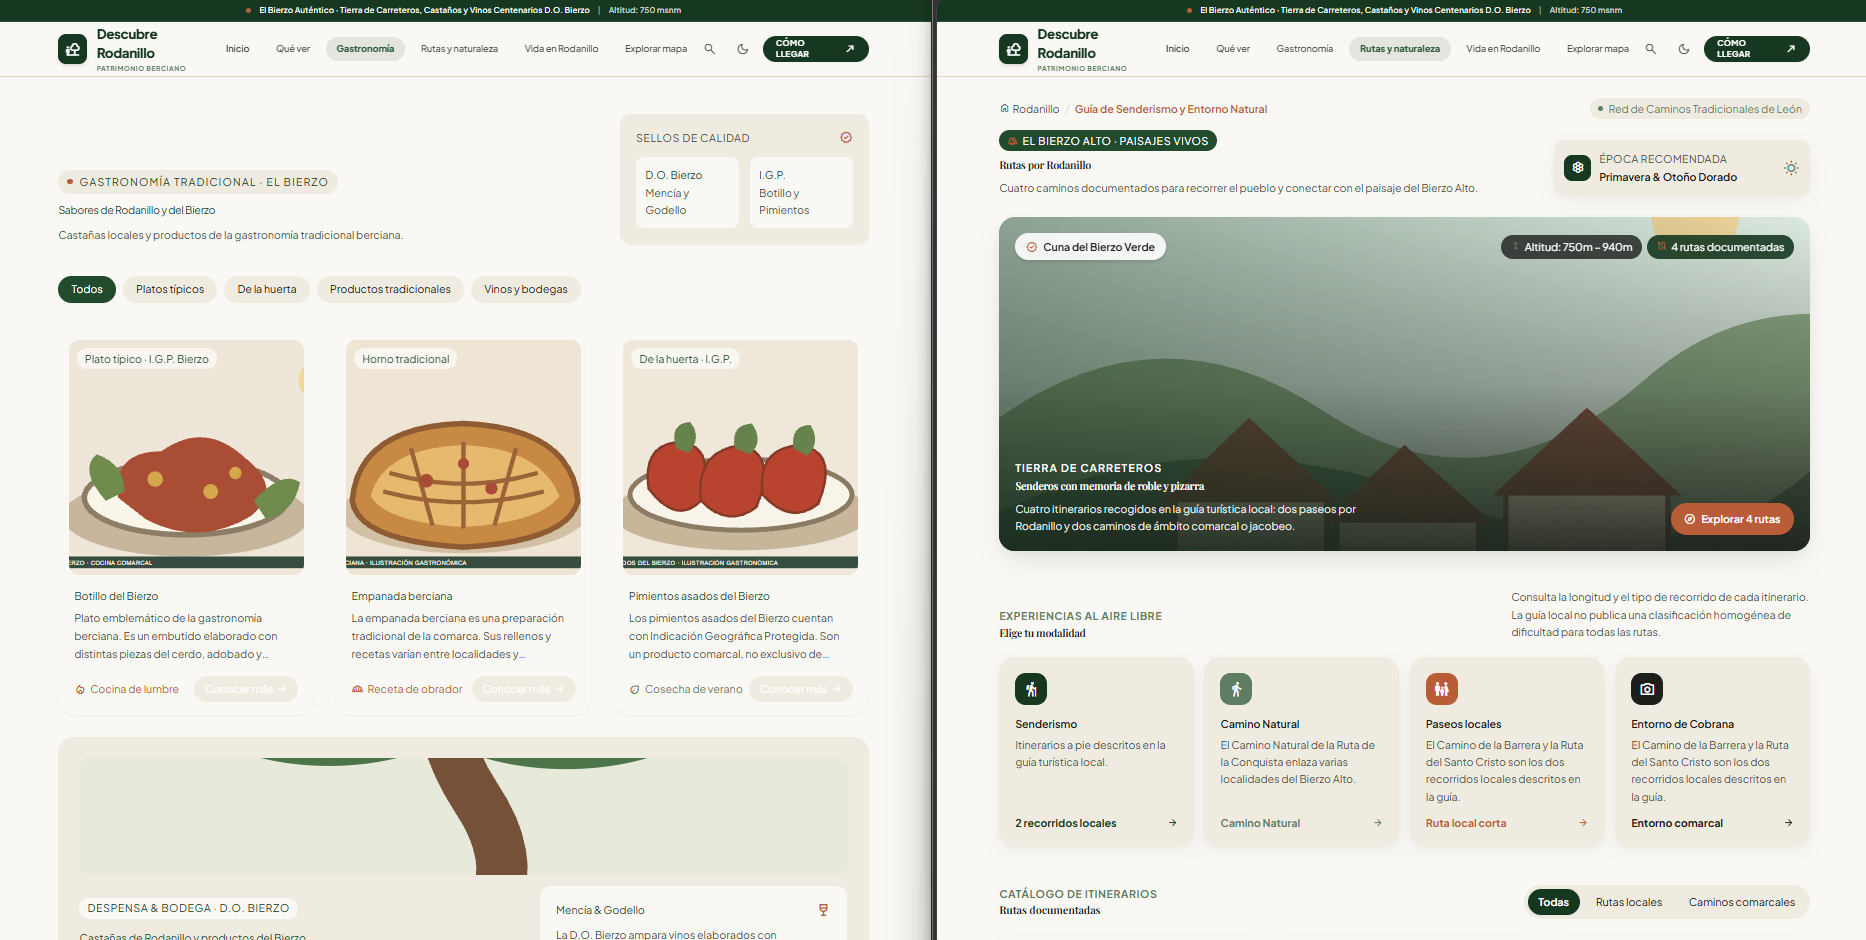 El Bierzo Auténtico · Tierra de Carreteros, Castaños y Vinos Centenarios D.O. Bierzo | Altitud: 750 msnm
Descubre
Rodanillo
PATRIMONIO BERCIANO
Inicio
Qué ver
Gastronomía
Rutas y naturaleza
Vida en Rodanillo
Explorar mapa
CÓMO
LLEGAR
SELLOS DE CALIDAD
D.O. Bierzo
Mencía y
Godello
I.G.P.
Botillo y
Pimientos
GASTRONOMÍA TRADICIONAL · EL BIERZO
Sabores de Rodanillo y del Bierzo
Castañas locales y productos de la gastronomía tradicional berciana.
Todos
Platos típicos
De la huerta
Productos tradicionales
Vinos y bodegas
Plato típico · I.G.P. Bierzo
ERZO · COCINA COMARCAL
Botillo del Bierzo
Plato emblemático de la gastronomía
berciana. Es un embutido elaborado con
distintas piezas del cerdo, adobado y...
Cocina de lumbre
Conocer más →
Horno tradicional
CIANA · ILUSTRACIÓN GASTRONÓMICA
Empanada berciana
La empanada berciana es una preparación
tradicional de la comarca. Sus rellenos y
recetas varían entre localidades y...
Receta de obrador
Conocer más →
De la huerta · I.G.P.
DOS DEL BIERZO · ILUSTRACIÓN GASTRONÓMICA
Pimientos asados del Bierzo
Los pimientos asados del Bierzo cuentan
con Indicación Geográfica Protegida. Son
un producto comarcal, no exclusivo de...
Cosecha de verano
Conocer más →
DESPENSA & BODEGA · D.O. BIERZO
Castañas de Rodanillo y productos del Bierzo
Mencía & Godello
La D.O. Bierzo ampara vinos elaborados con
El Bierzo Auténtico · Tierra de Carreteros, Castaños y Vinos Centenarios D.O. Bierzo | Altitud: 750 msnm
Descubre
Rodanillo
PATRIMONIO BERCIANO
Inicio
Qué ver
Gastronomía
Rutas y naturaleza
Vida en Rodanillo
Explorar mapa
CÓMO
LLEGAR
Rodanillo / Guía de Senderismo y Entorno Natural
Red de Caminos Tradicionales de León
EL BIERZO ALTO · PAISAJES VIVOS
Rutas por Rodanillo
Cuatro caminos documentados para recorrer el pueblo y conectar con el paisaje del Bierzo Alto.
ÉPOCA RECOMENDADA
Primavera & Otoño Dorado
Cuna del Bierzo Verde
Altitud: 750m – 940m
4 rutas documentadas
TIERRA DE CARRETEROS
Senderos con memoria de roble y pizarra
Cuatro itinerarios recogidos en la guía turística local: dos paseos por
Rodanillo y dos caminos de ámbito comarcal o jacobeo.
Explorar 4 rutas
EXPERIENCIAS AL AIRE LIBRE
Elige tu modalidad
Consulta la longitud y el tipo de recorrido de cada itinerario.
La guía local no publica una clasificación homogénea de
dificultad para todas las rutas.
Senderismo
Itinerarios a pie descritos en la
guía turística local.
2 recorridos locales →
Camino Natural
El Camino Natural de la Ruta de
la Conquista enlaza varias
localidades del Bierzo Alto.
Camino Natural →
Paseos locales
El Camino de la Barrera y la Ruta
del Santo Cristo son los dos
recorridos locales descritos en
la guía.
Ruta local corta →
Entorno de Cobrana
El Camino de la Barrera y la Ruta
del Santo Cristo son los dos
recorridos locales descritos en
la guía.
Entorno comarcal →
CATÁLOGO DE ITINERARIOS
Rutas documentadas
Todas
Rutas locales
Caminos comarcales